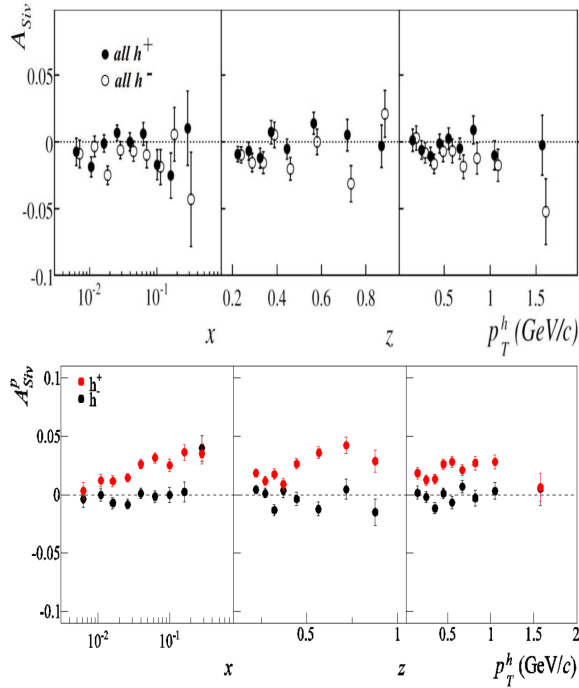 A_Siv
all h^+
all h^-
0.05
0
-0.05
-0.1
10^-2 10^-1 0.2 0.4 0.6 0.8 0.5 1 1.5
x z p_T^h (GeV/c)
A_Siv^p
0.1
h^+
h^-
0.05
0
-0.05
-0.1
10^-2 10^-1 0.5 1 0.5 1 1.5 2
x z p_T^h (GeV/c)